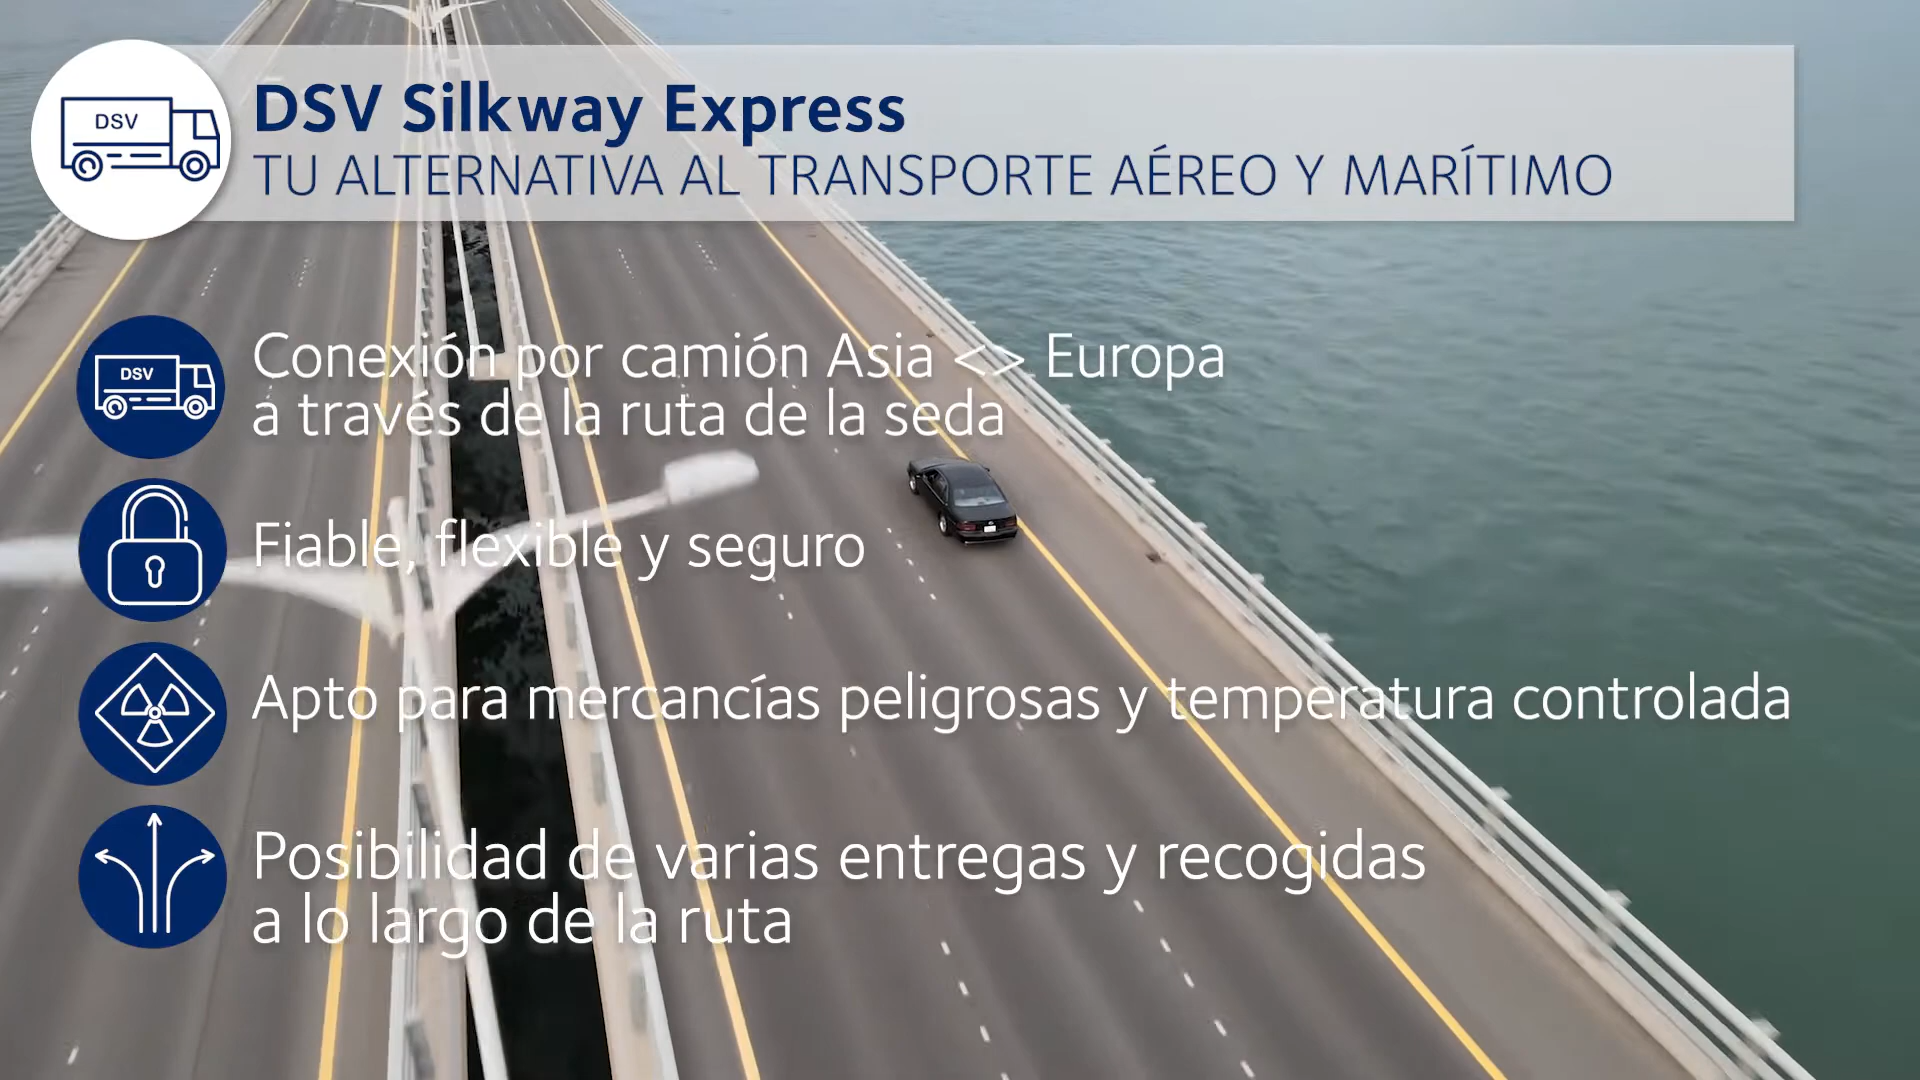 DSV
DSV Silkway Express
TU ALTERNATIVA AL TRANSPORTE AÉREO Y MARÍTIMO
DSV
Conexión por camión Asia <> Europa
a través de la ruta de la seda
Fiable, flexible y seguro
Apto para mercancías peligrosas y temperatura controlada
Posibilidad de varias entregas y recogidas
a lo largo de la ruta